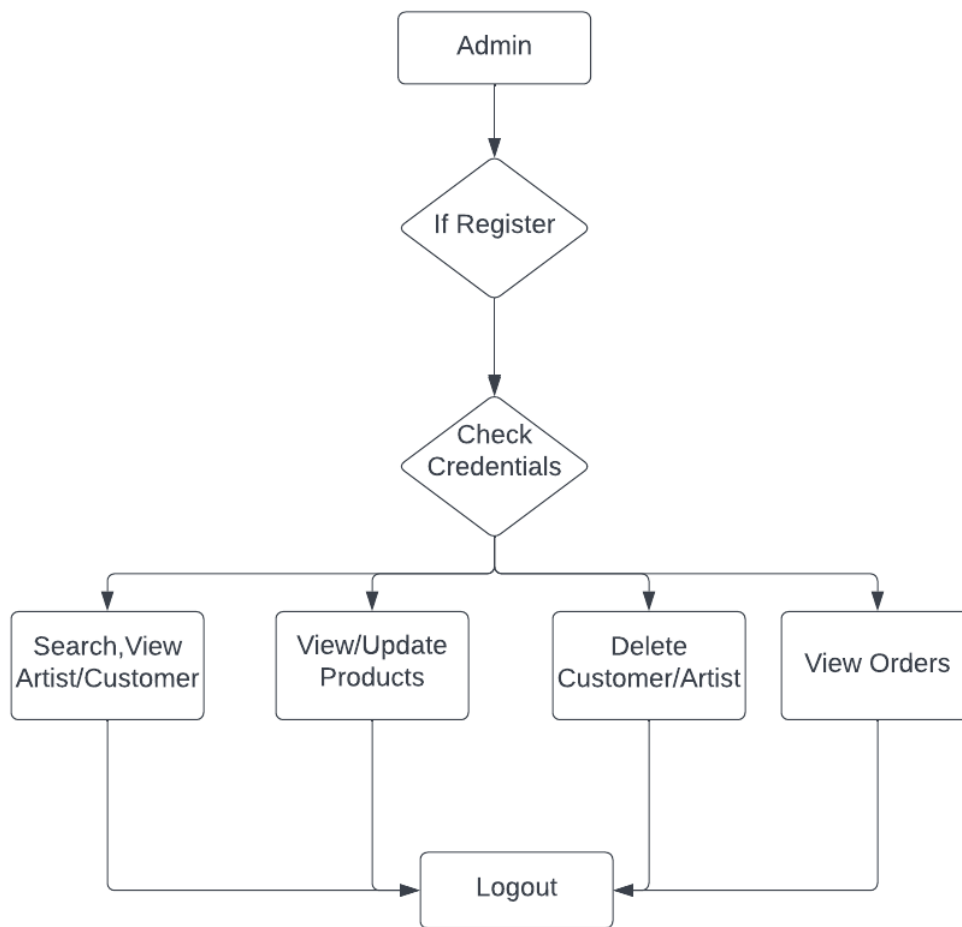 Admin
If Register
Check
Credentials
Search,View
Artist/Customer
View/Update
Products
Delete
Customer/Artist
View Orders
Logout